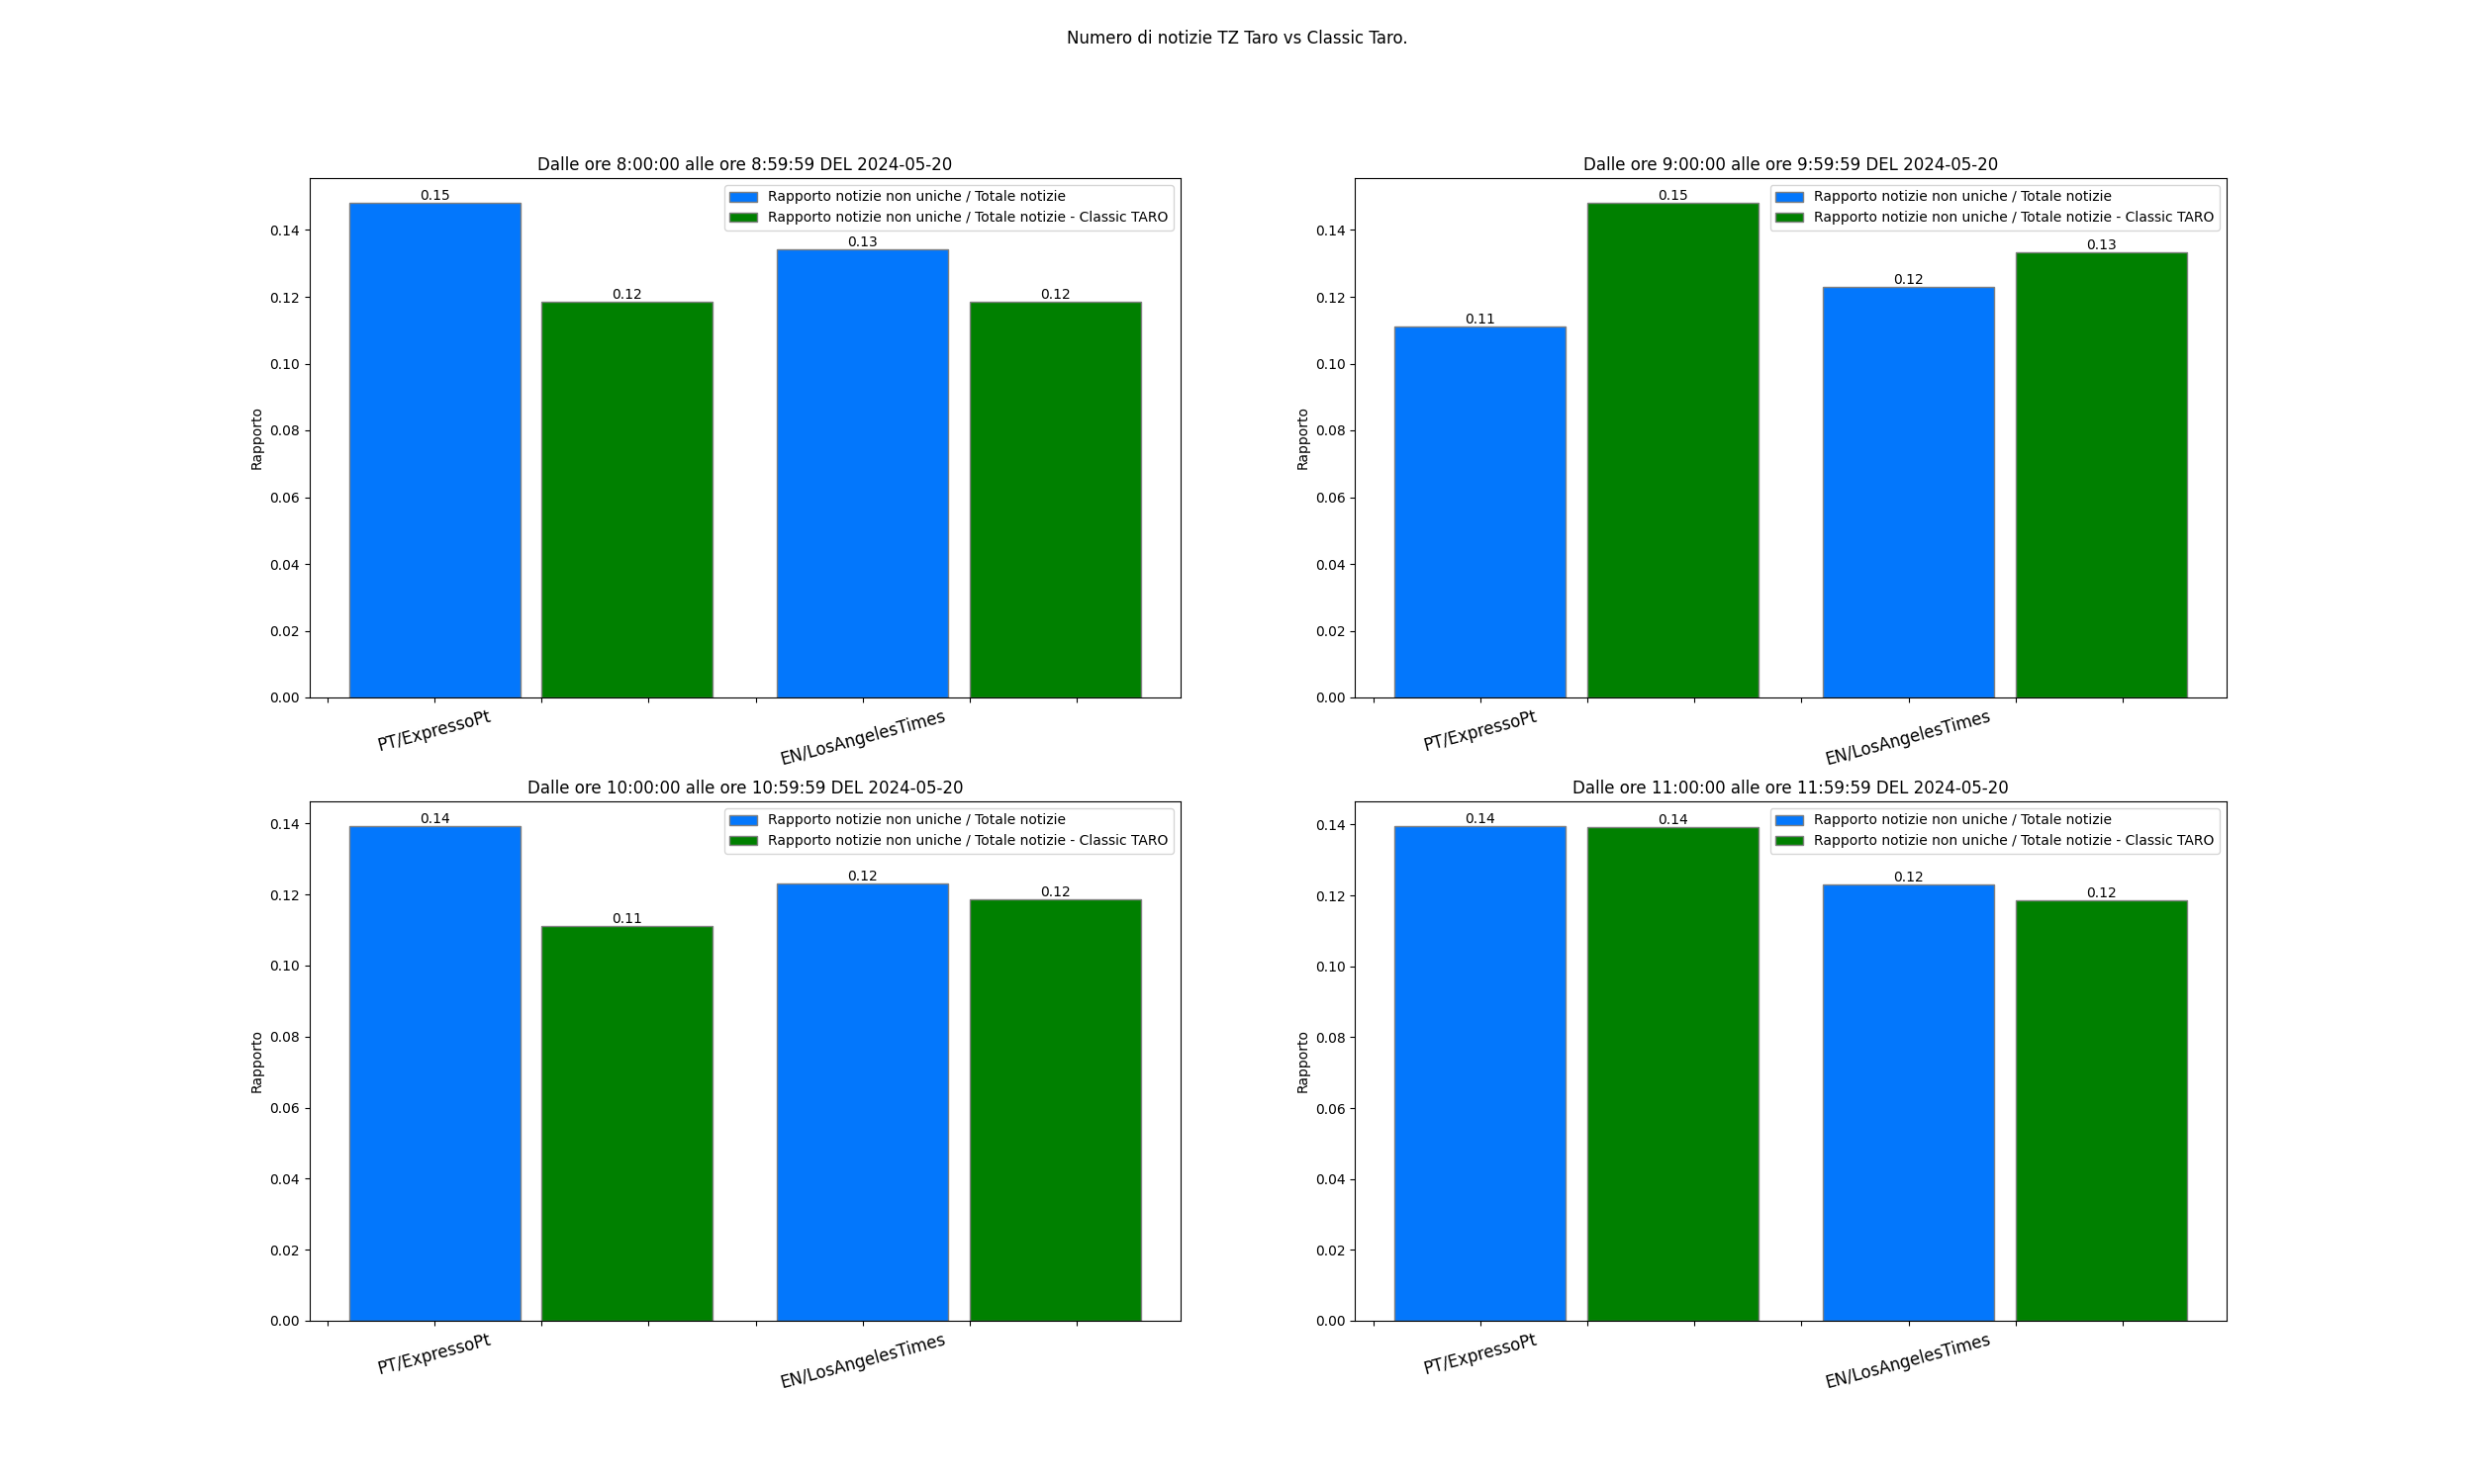 Numero di notizie TZ Taro vs Classic Taro.
Dalle ore 8:00:00 alle ore 8:59:59 DEL 2024-05-20
Rapporto notizie non uniche / Totale notizie
Rapporto notizie non uniche / Totale notizie - Classic TARO
0.15
0.12
0.13
0.12
0.14
0.12
0.10
0.08
0.06
0.04
0.02
0.00
Rapporto
PT/ExpressoPt
EN/LosAngelesTimes
Dalle ore 9:00:00 alle ore 9:59:59 DEL 2024-05-20
Rapporto notizie non uniche / Totale notizie
Rapporto notizie non uniche / Totale notizie - Classic TARO
0.11
0.15
0.12
0.13
0.14
0.12
0.10
0.08
0.06
0.04
0.02
0.00
Rapporto
PT/ExpressoPt
EN/LosAngelesTimes
Dalle ore 10:00:00 alle ore 10:59:59 DEL 2024-05-20
Rapporto notizie non uniche / Totale notizie
Rapporto notizie non uniche / Totale notizie - Classic TARO
0.14
0.11
0.12
0.12
0.14
0.12
0.10
0.08
0.06
0.04
0.02
0.00
Rapporto
PT/ExpressoPt
EN/LosAngelesTimes
Dalle ore 11:00:00 alle ore 11:59:59 DEL 2024-05-20
Rapporto notizie non uniche / Totale notizie
Rapporto notizie non uniche / Totale notizie - Classic TARO
0.14
0.14
0.12
0.12
0.14
0.12
0.10
0.08
0.06
0.04
0.02
0.00
Rapporto
PT/ExpressoPt
EN/LosAngelesTimes